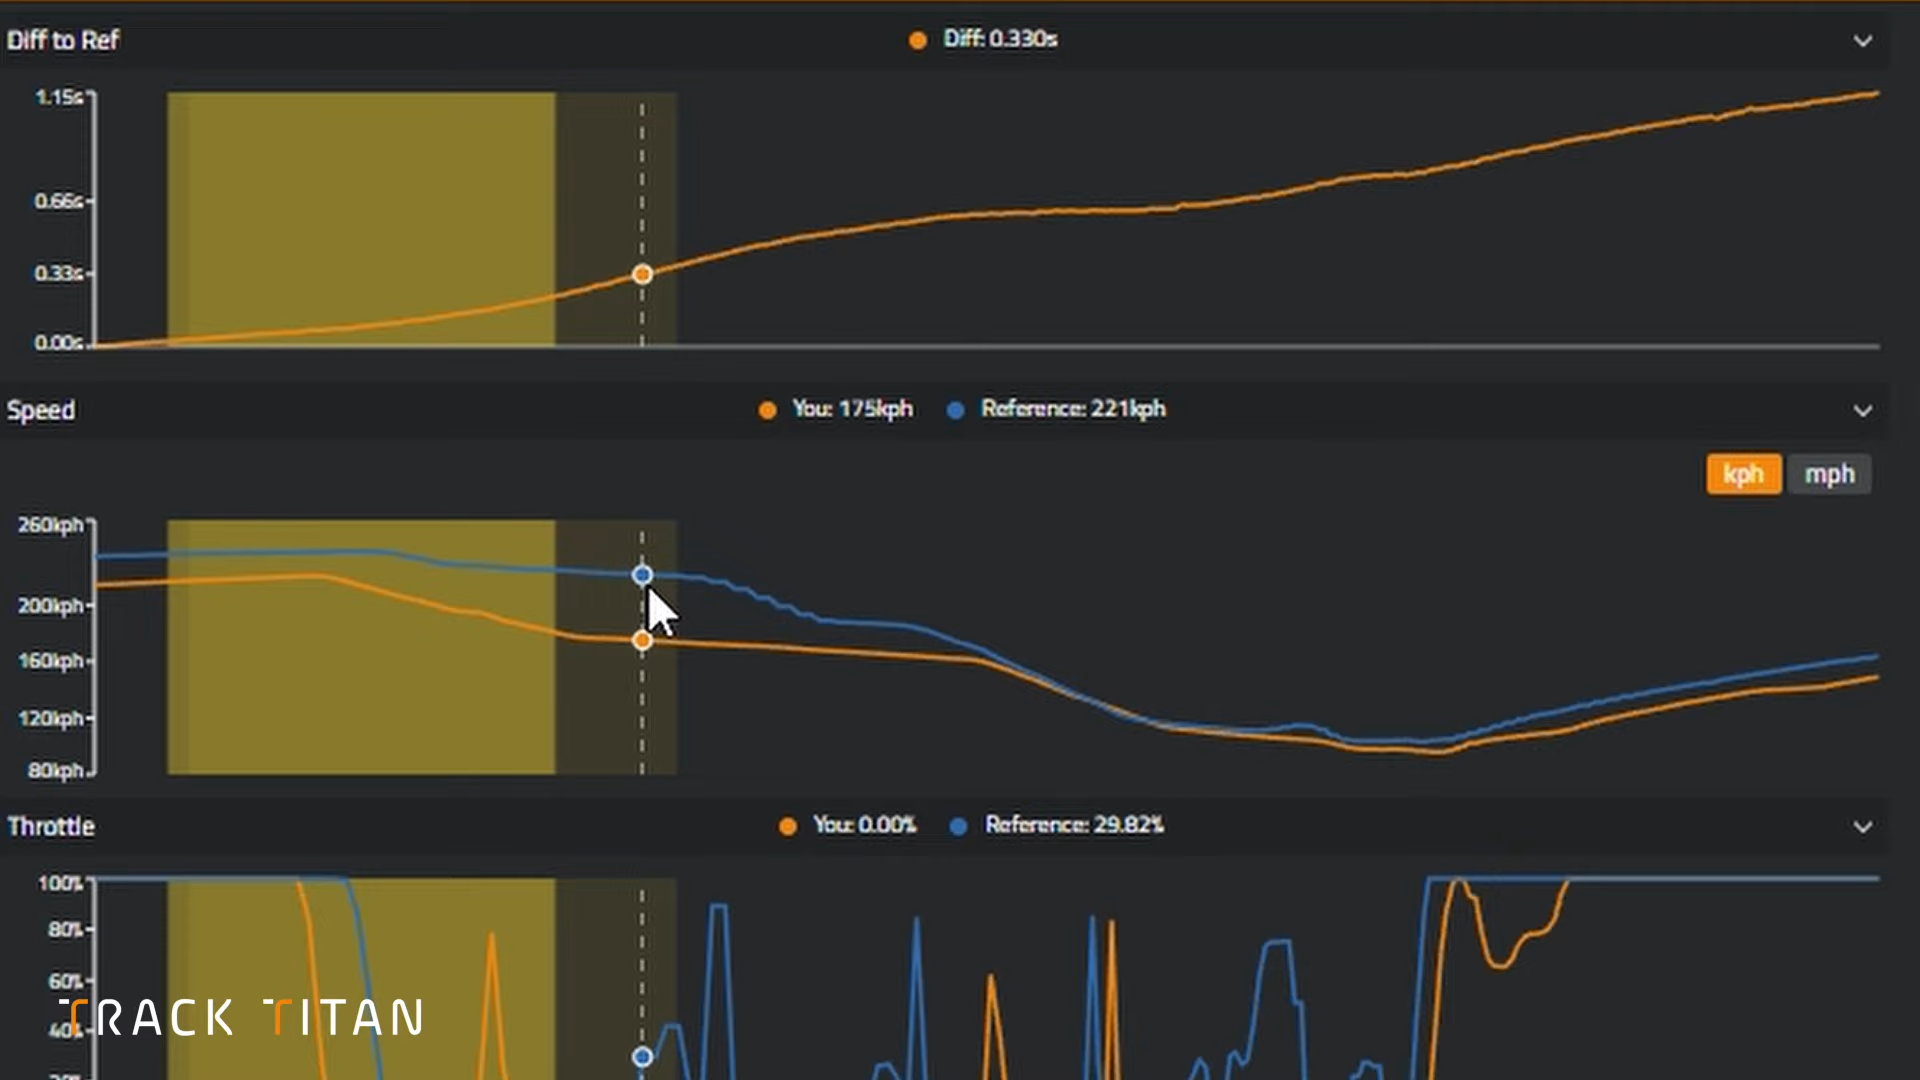 Diff to Ref
Diff: 0.330s
1.15s
0.66s
0.33s
0.00s
Speed
You: 175kph
Reference: 221kph
kph
mph
260kph
200kph
160kph
120kph
80kph
Throttle
You: 0.00%
Reference: 29.82%
100%
80%
60%
40%
TRACK TITAN